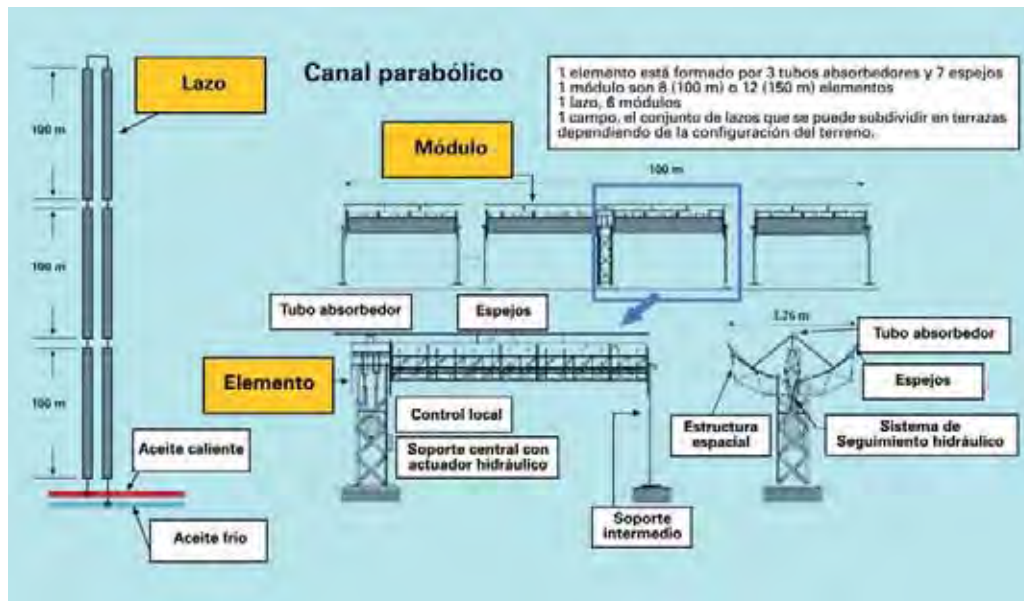 Lazo
Canal parabólico
1 elemento está formado por 3 tubos absorbedores y 7 espejos
1 módulo son 8 (100 m) o 12 (150 m) elementos
1 lazo, 6 módulos
1 campo, el conjunto de lazos que se puede subdividir en terrazas
dependiendo de la configuración del terreno.
Módulo
100 m
100 m
100 m
100 m
Tubo absorbedor
Espejos
Elemento
Control local
Soporte central con
actuador hidráulico
Soporte
intermedio
Tubo absorbedor
Espejos
Estructura
espacial
Sistema de
Seguimiento hidráulico
Aceite caliente
Aceite frio